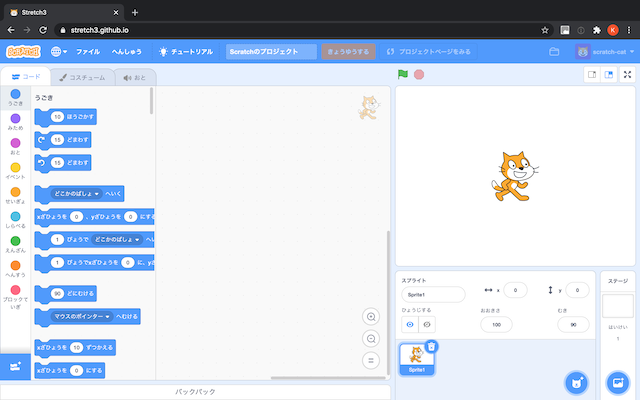 Stretch3
stretch3.github.io
SCRATCH ファイル へんしゅう チュートリアル Scratchのプロジェクト きょうゆうする プロジェクトページをみる scratch-cat
コード コスチューム おと
うごき
みため
おと
イベント
せいぎょ
しらべる
えんざん
へんすう
ブロックてい
ぎ
うごき
10 ほうごかす
15 どまわす
15 どまわす
どこかのばしょ へいく
xざひょうを 0 、yざひょうを 0 にする
1 びょうで どこかのばしょ へい
1 びょうでxざひょうを 0 に、y
90 どにむける
マウスのポインター へむける
xざひょうを 10 ずつかえる
xざひょうを 0 にする
バックパック
スプライト
Sprite1
x 0
y 0
ひょうじする
おおきさ
100
むき
90
Sprite1
ステージ
はいけい
1
K